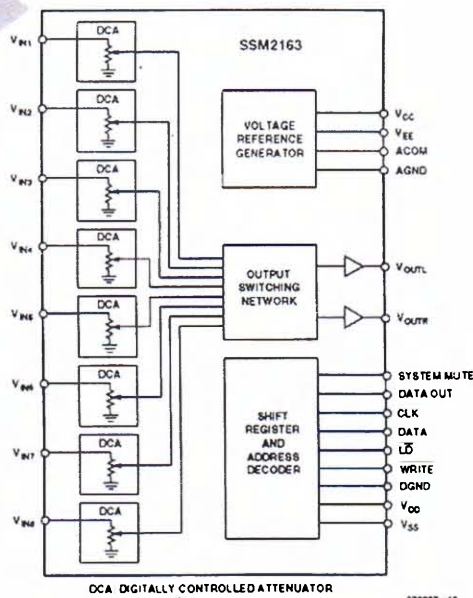 SSM2163
DCA
VIN1
DCA
VIN2
DCA
VIN3
DCA
VIN4
DCA
VIN5
DCA
VIN6
DCA
VIN7
DCA
VIN8
VOLTAGE
REFERENCE
GENERATOR
VCC
VEE
ACOM
AGND
OUTPUT
SWITCHING
NETWORK
VOUTL
VOUTR
SHIFT
REGISTER
AND
ADDRESS
DECODER
SYSTEM MUTE
DATA OUT
CLK
DATA
LD
WRITE
DGND
VDD
VSS
DCA: DIGITALLY CONTROLLED ATTENUATOR